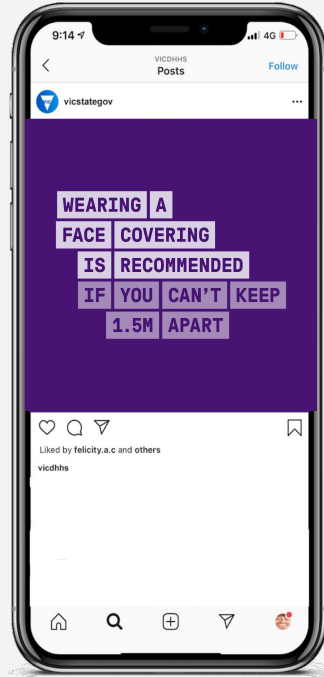 9:14 4G
VICDHHS
Posts
Follow
vicstategov
WEARING A
FACE COVERING
IS RECOMMENDED
IF YOU CAN'T KEEP
1.5M APART
Liked by felicity.a.c and others
vicdhhs